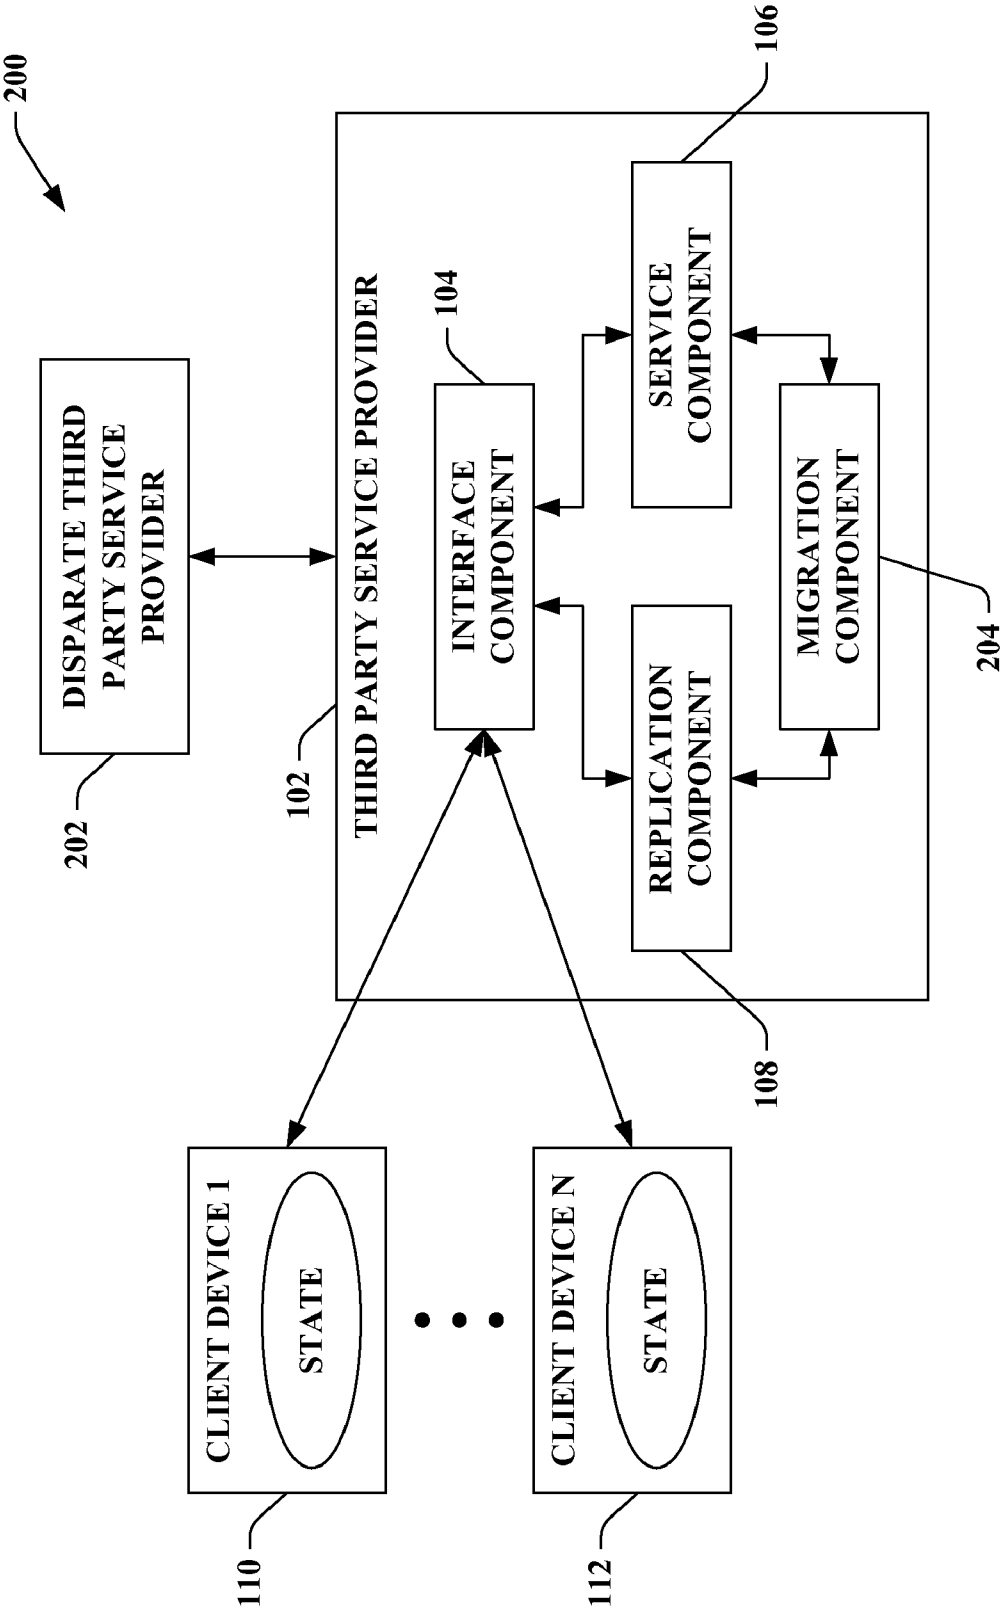 200
DISPARATE THIRD
PARTY SERVICE
PROVIDER
202
102
THIRD PARTY SERVICE PROVIDER
CLIENT DEVICE 1
STATE
110
INTERFACE
COMPONENT
104
CLIENT DEVICE N
STATE
112
REPLICATION
COMPONENT
108
SERVICE
COMPONENT
106
MIGRATION
COMPONENT
204